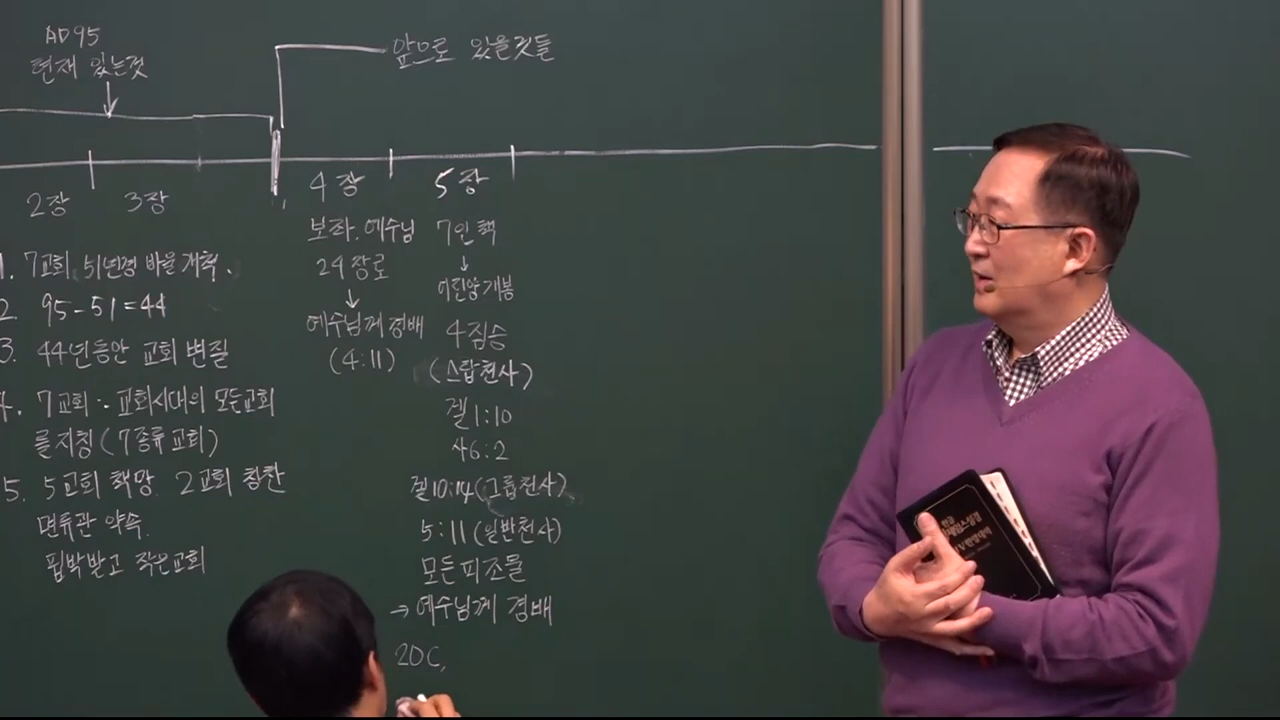 AD95
현재 있는것
앞으로 있을것들
2장
3장
4장
5장
1. 7교회, 51년경 바울 개척.
2. 95-51=44
3. 44년동안 교회 변질
4. 7교회 ∴ 교회시대의 모든교회
를지칭 (7종류교회)
5. 5교회 책망. 2교회 칭찬
면류관 약속.
핍박받고 작은교회
보좌. 예수님
24장로
↓
예수님께 경배
(4:11)
7인 책
↓
어린양개봉
4짐승
(스랍천사)
겔1:10
사6:2
겔10:14(그룹천사)
5:11(일반천사)
모든피조물
→예수님께 경배
20C,
한글
킹제임스성경